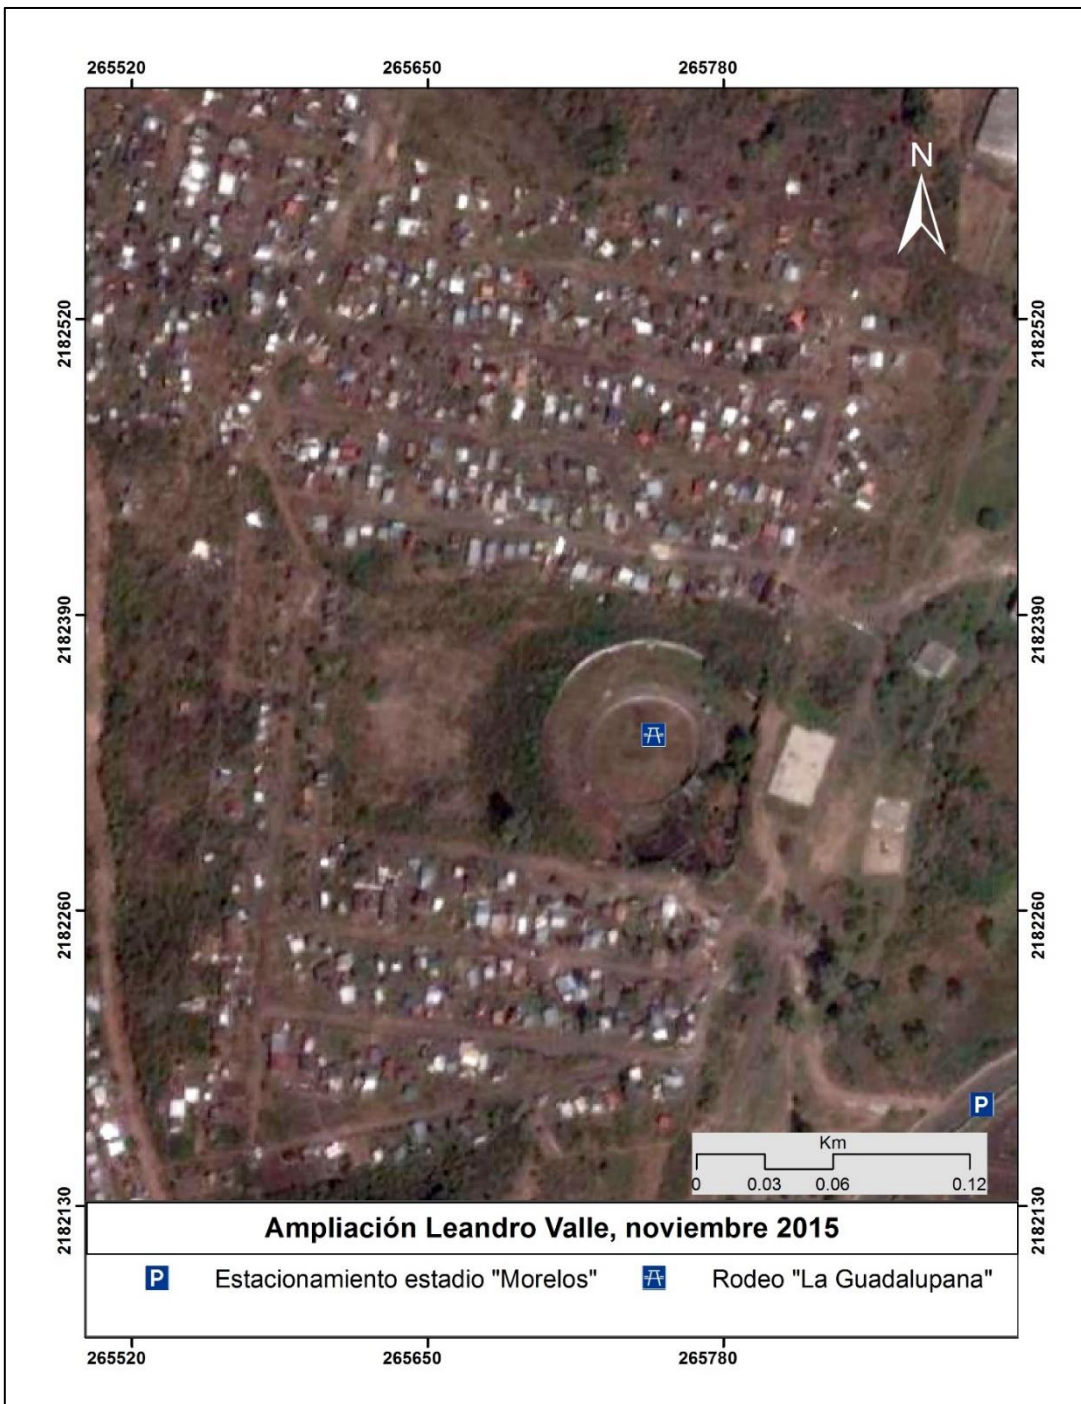 265520 265650 265780
N
2182520 2182520
2182390 2182390
2182260 2182260
P
Km
0 0.03 0.06 0.12
2182130 2182130
Ampliación Leandro Valle, noviembre 2015
P Estacionamiento estadio "Morelos" Rodeo "La Guadalupana"
265520 265650 265780